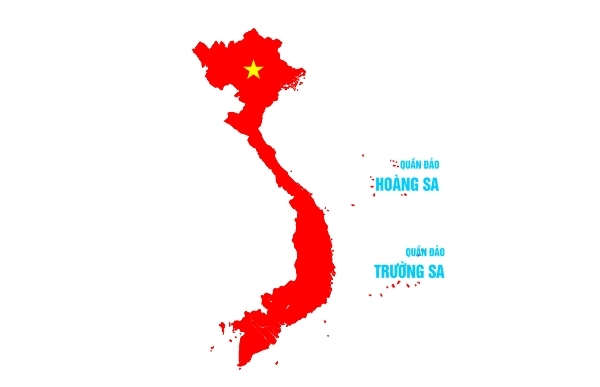 QUẦN ĐẢO
HOÀNG SA
QUẦN ĐẢO
TRƯỜNG SA